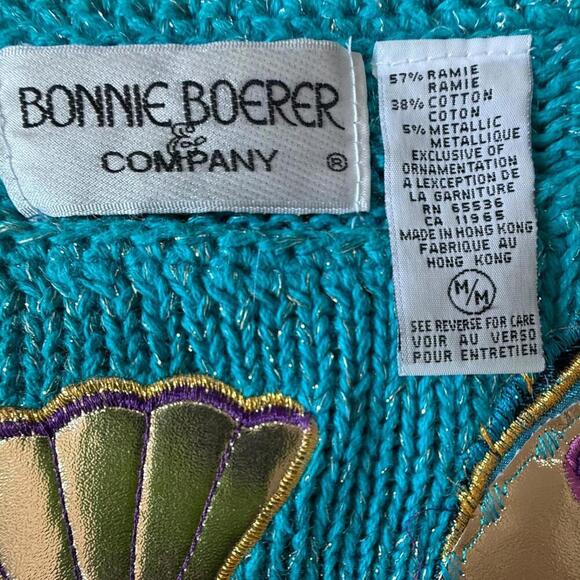 BONNIE BOERER
&
COMPANY ®
57% RAMIE
RAMIE
38% COTTON
COTON
5% METALLIC
METALLIQUE
EXCLUSIVE OF
ORNAMENTATION
A LEXCEPTION DE
LA GARNITURE
RN 65536
CA 11965
MADE IN HONG KONG
FABRIQUE AU
HONG KONG
M/M
SEE REVERSE FOR CARE
VOIR AU VERSO
POUR ENTRETIEN